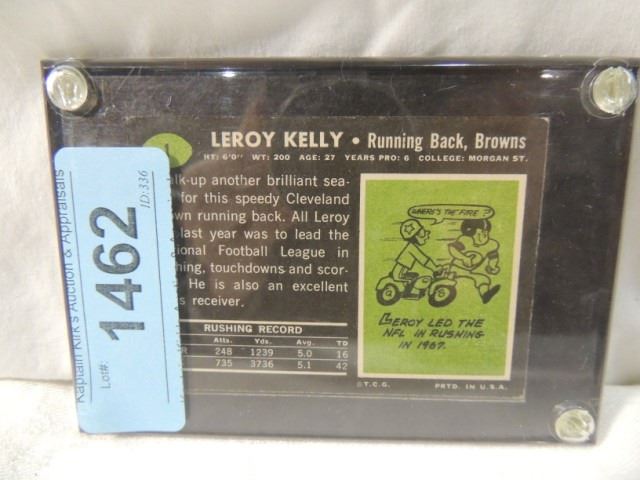 LEROY KELLY • Running Back, Browns
HT: 6'0" WT: 200 AGE: 27 YEARS PRO: 6 COLLEGE: MORGAN ST.
lk-up another brilliant sea-
for this speedy Cleveland
wn running back. All Leroy
last year was to lead the
ional Football League in
hing, touchdowns and scor-
He is also an excellent
s receiver.
RUSHING RECORD
Atts. Yds. Avg. TD
R 248 1239 5.0 16
735 3736 5.1 42
WHERE'S THE FIRE?
LEROY LED THE
NFL IN RUSHING
IN 1967.
©T.C.G. PRTD. IN U.S.A.
Kaptain Kirk's Auction & Appraisals
Lot#: 1462 ID:336